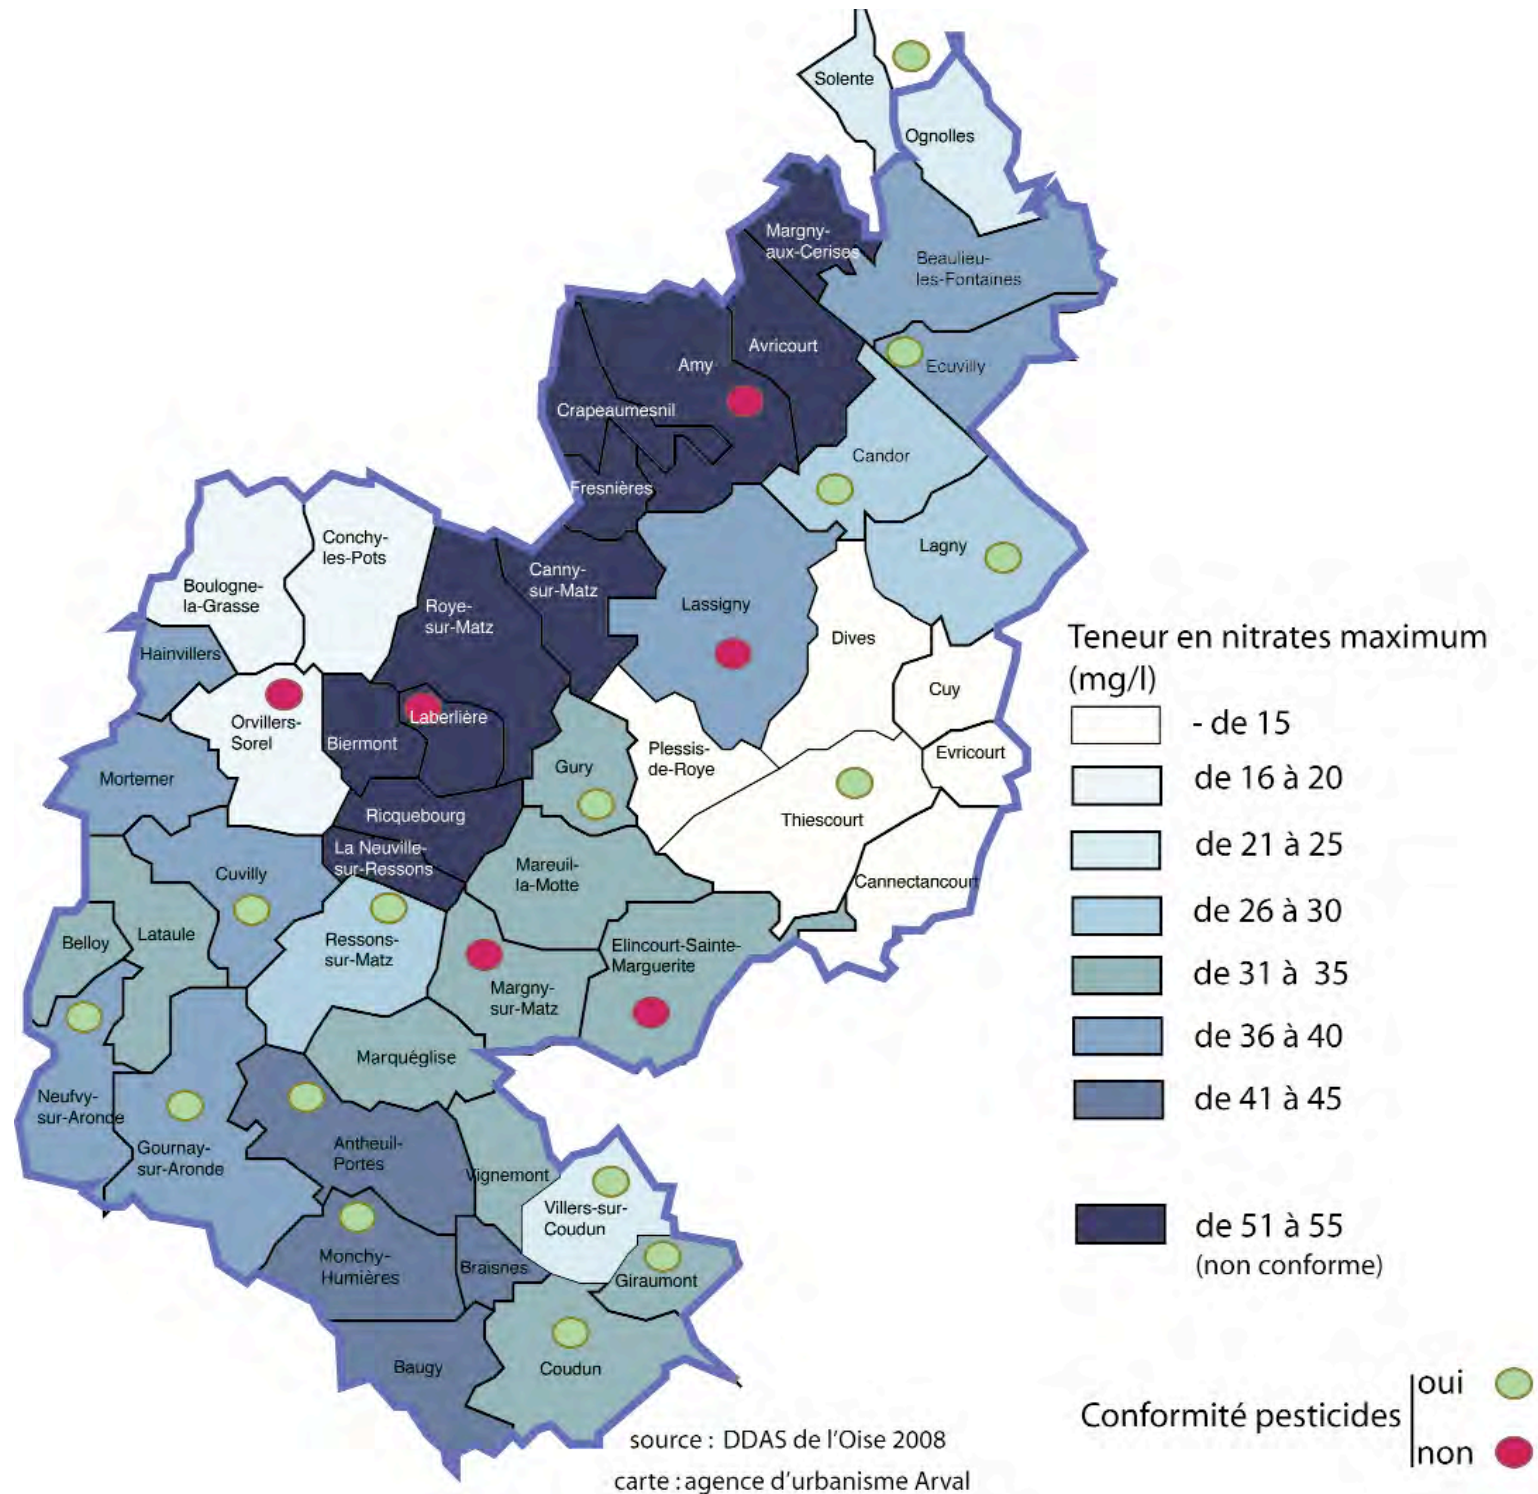 Solente
Ognolles
Margny-
aux-Cerises
Beaulieu-
les-Fontaines
Avricourt
Amy
Ecuvilly
Crapeaumesnil
Candor
Fresnières
Lagny
Conchy-
les-Pots
Boulogne-
la-Grasse
Canny-
sur-Matz
Roye-
sur-Matz
Lassigny
Dives
Hainvillers
Cuy
Orvillers-
Sorel
Laberlière
Biermont
Plessis-
de-Roye
Evricourt
Mortemer
Gury
Ricquebourg
Thiescourt
La Neuville-
sur-Ressons
Cuvilly
Mareuil-
la-Motte
Cannectancourt
Belloy
Lataule
Ressons-
sur-Matz
Elincourt-Sainte-
Marguerite
Margny-
sur-Matz
Marquéglise
Neufvy-
sur-Aronde
Gournay-
sur-Aronde
Antheuil-
Portes
Vignemont
Villers-sur-
Coudun
Monchy-
Humières
Braisnes
Giraumont
Baugy
Coudun
Teneur en nitrates maximum
(mg/l)
- de 15
de 16 à 20
de 21 à 25
de 26 à 30
de 31 à 35
de 36 à 40
de 41 à 45
de 51 à 55
(non conforme)
Conformité pesticides
oui
non
source : DDAS de l'Oise 2008
carte : agence d'urbanisme Arval